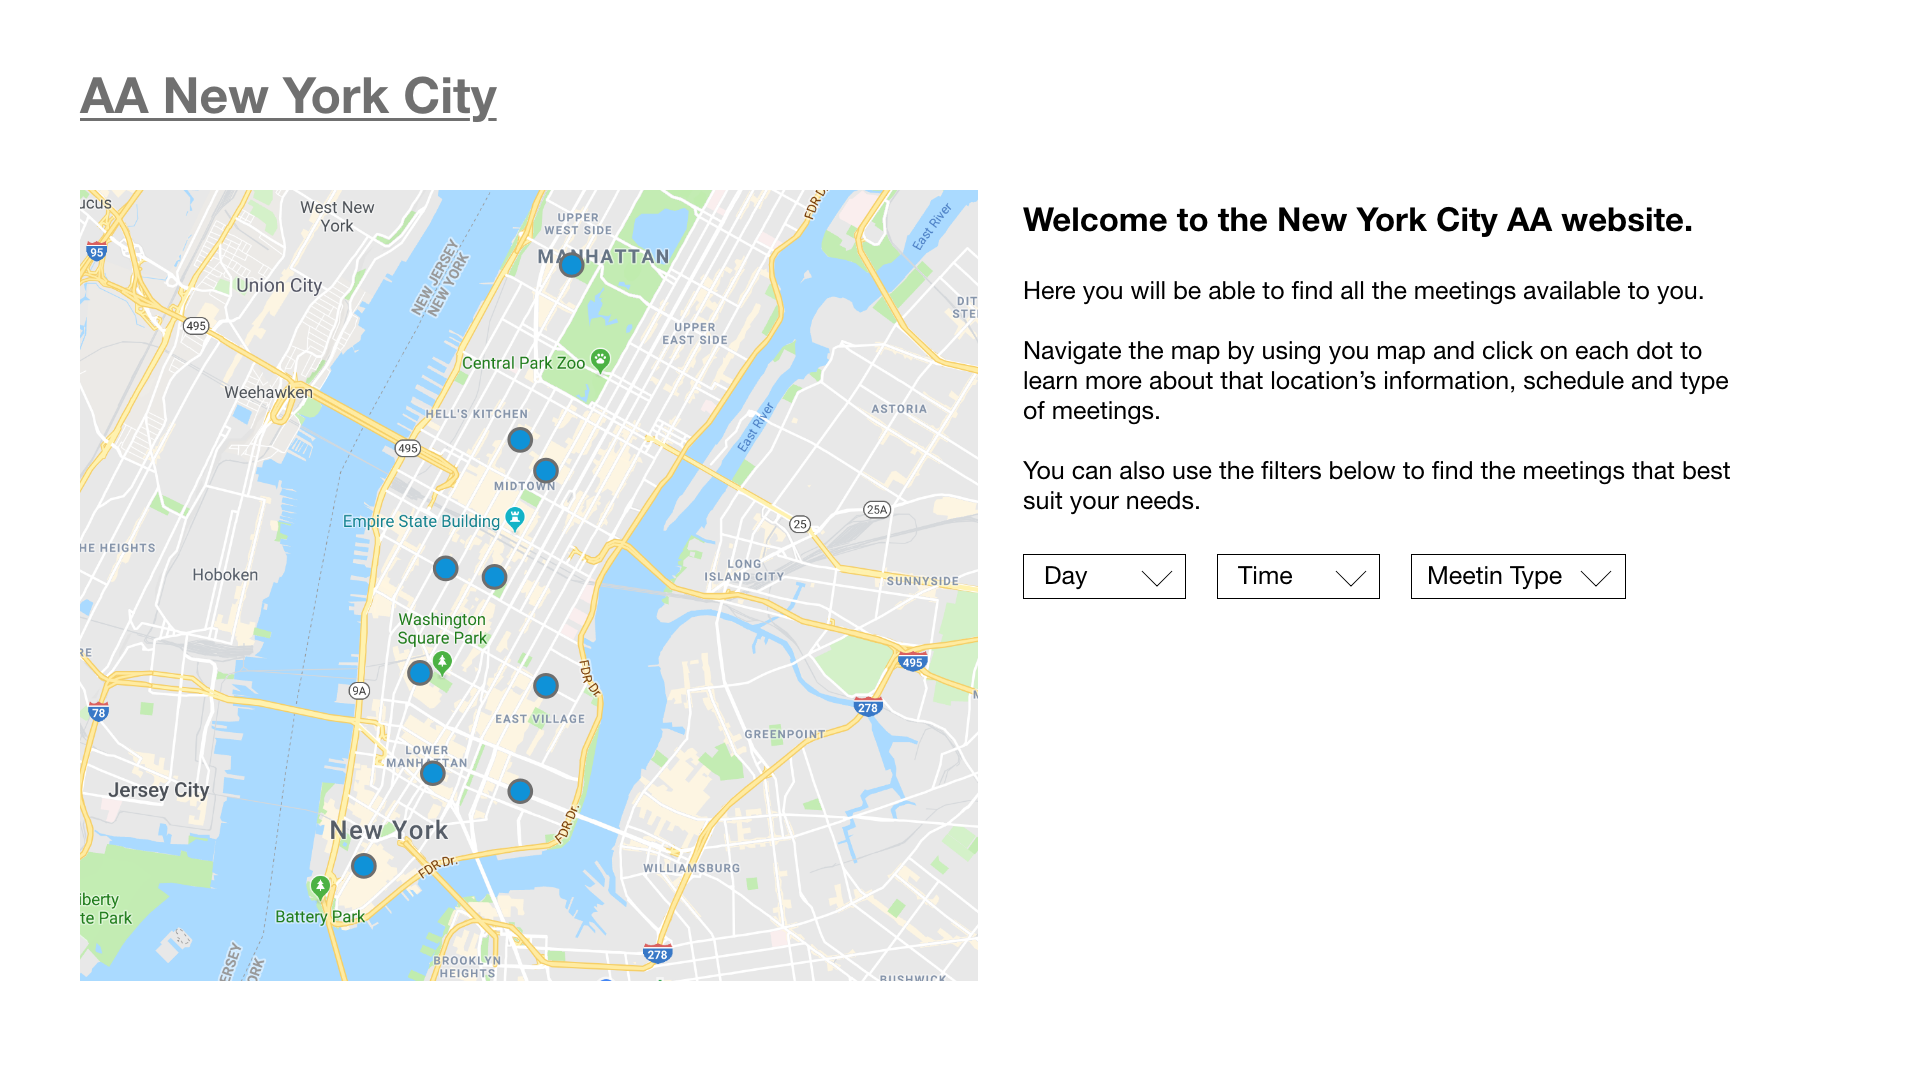 AA New York City
ucus
West New
York
95
UPPER
WEST SIDE
FDR D
East River
MANHATTAN
NEW JERSEY
NEW YORK
Union City
495
DIT
STE
UPPER
EAST SIDE
Central Park Zoo
Weehawken
HELL'S KITCHEN
ASTORIA
East River
495
MIDTOWN
25A
Empire State Building
25
HE HEIGHTS
Hoboken
LONG
ISLAND CITY
SUNNYSIDE
Washington
Square Park
RE
495
FDR Dr.
9A
78
278
EAST VILLAGE
GREENPOINT
LOWER
MANHATTAN
Jersey City
New York
FDR Dr.
FDR Dr.
WILLIAMSBURG
Battery Park
iberty
te Park
278
ERSEY
ORK
BROOKLYN
HEIGHTS
BUSHWICK
Welcome to the New York City AA website.
Here you will be able to find all the meetings available to you.
Navigate the map by using you map and click on each dot to
learn more about that location’s information, schedule and type
of meetings.
You can also use the filters below to find the meetings that best
suit your needs.
Day
Time
Meetin Type